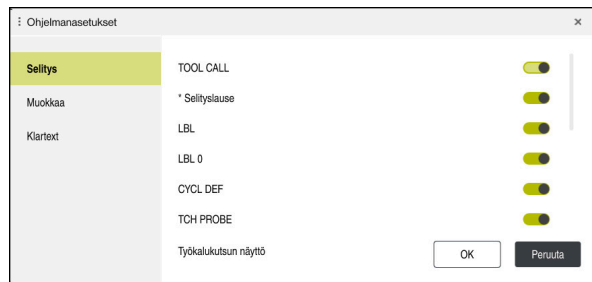 Ohjelmanasetukset
Selitys
Muokkaa
Klartext
TOOL CALL
* Selityslause
LBL
LBL 0
CYCL DEF
TCH PROBE
Työkalukutsun näyttö
OK
Peruuta